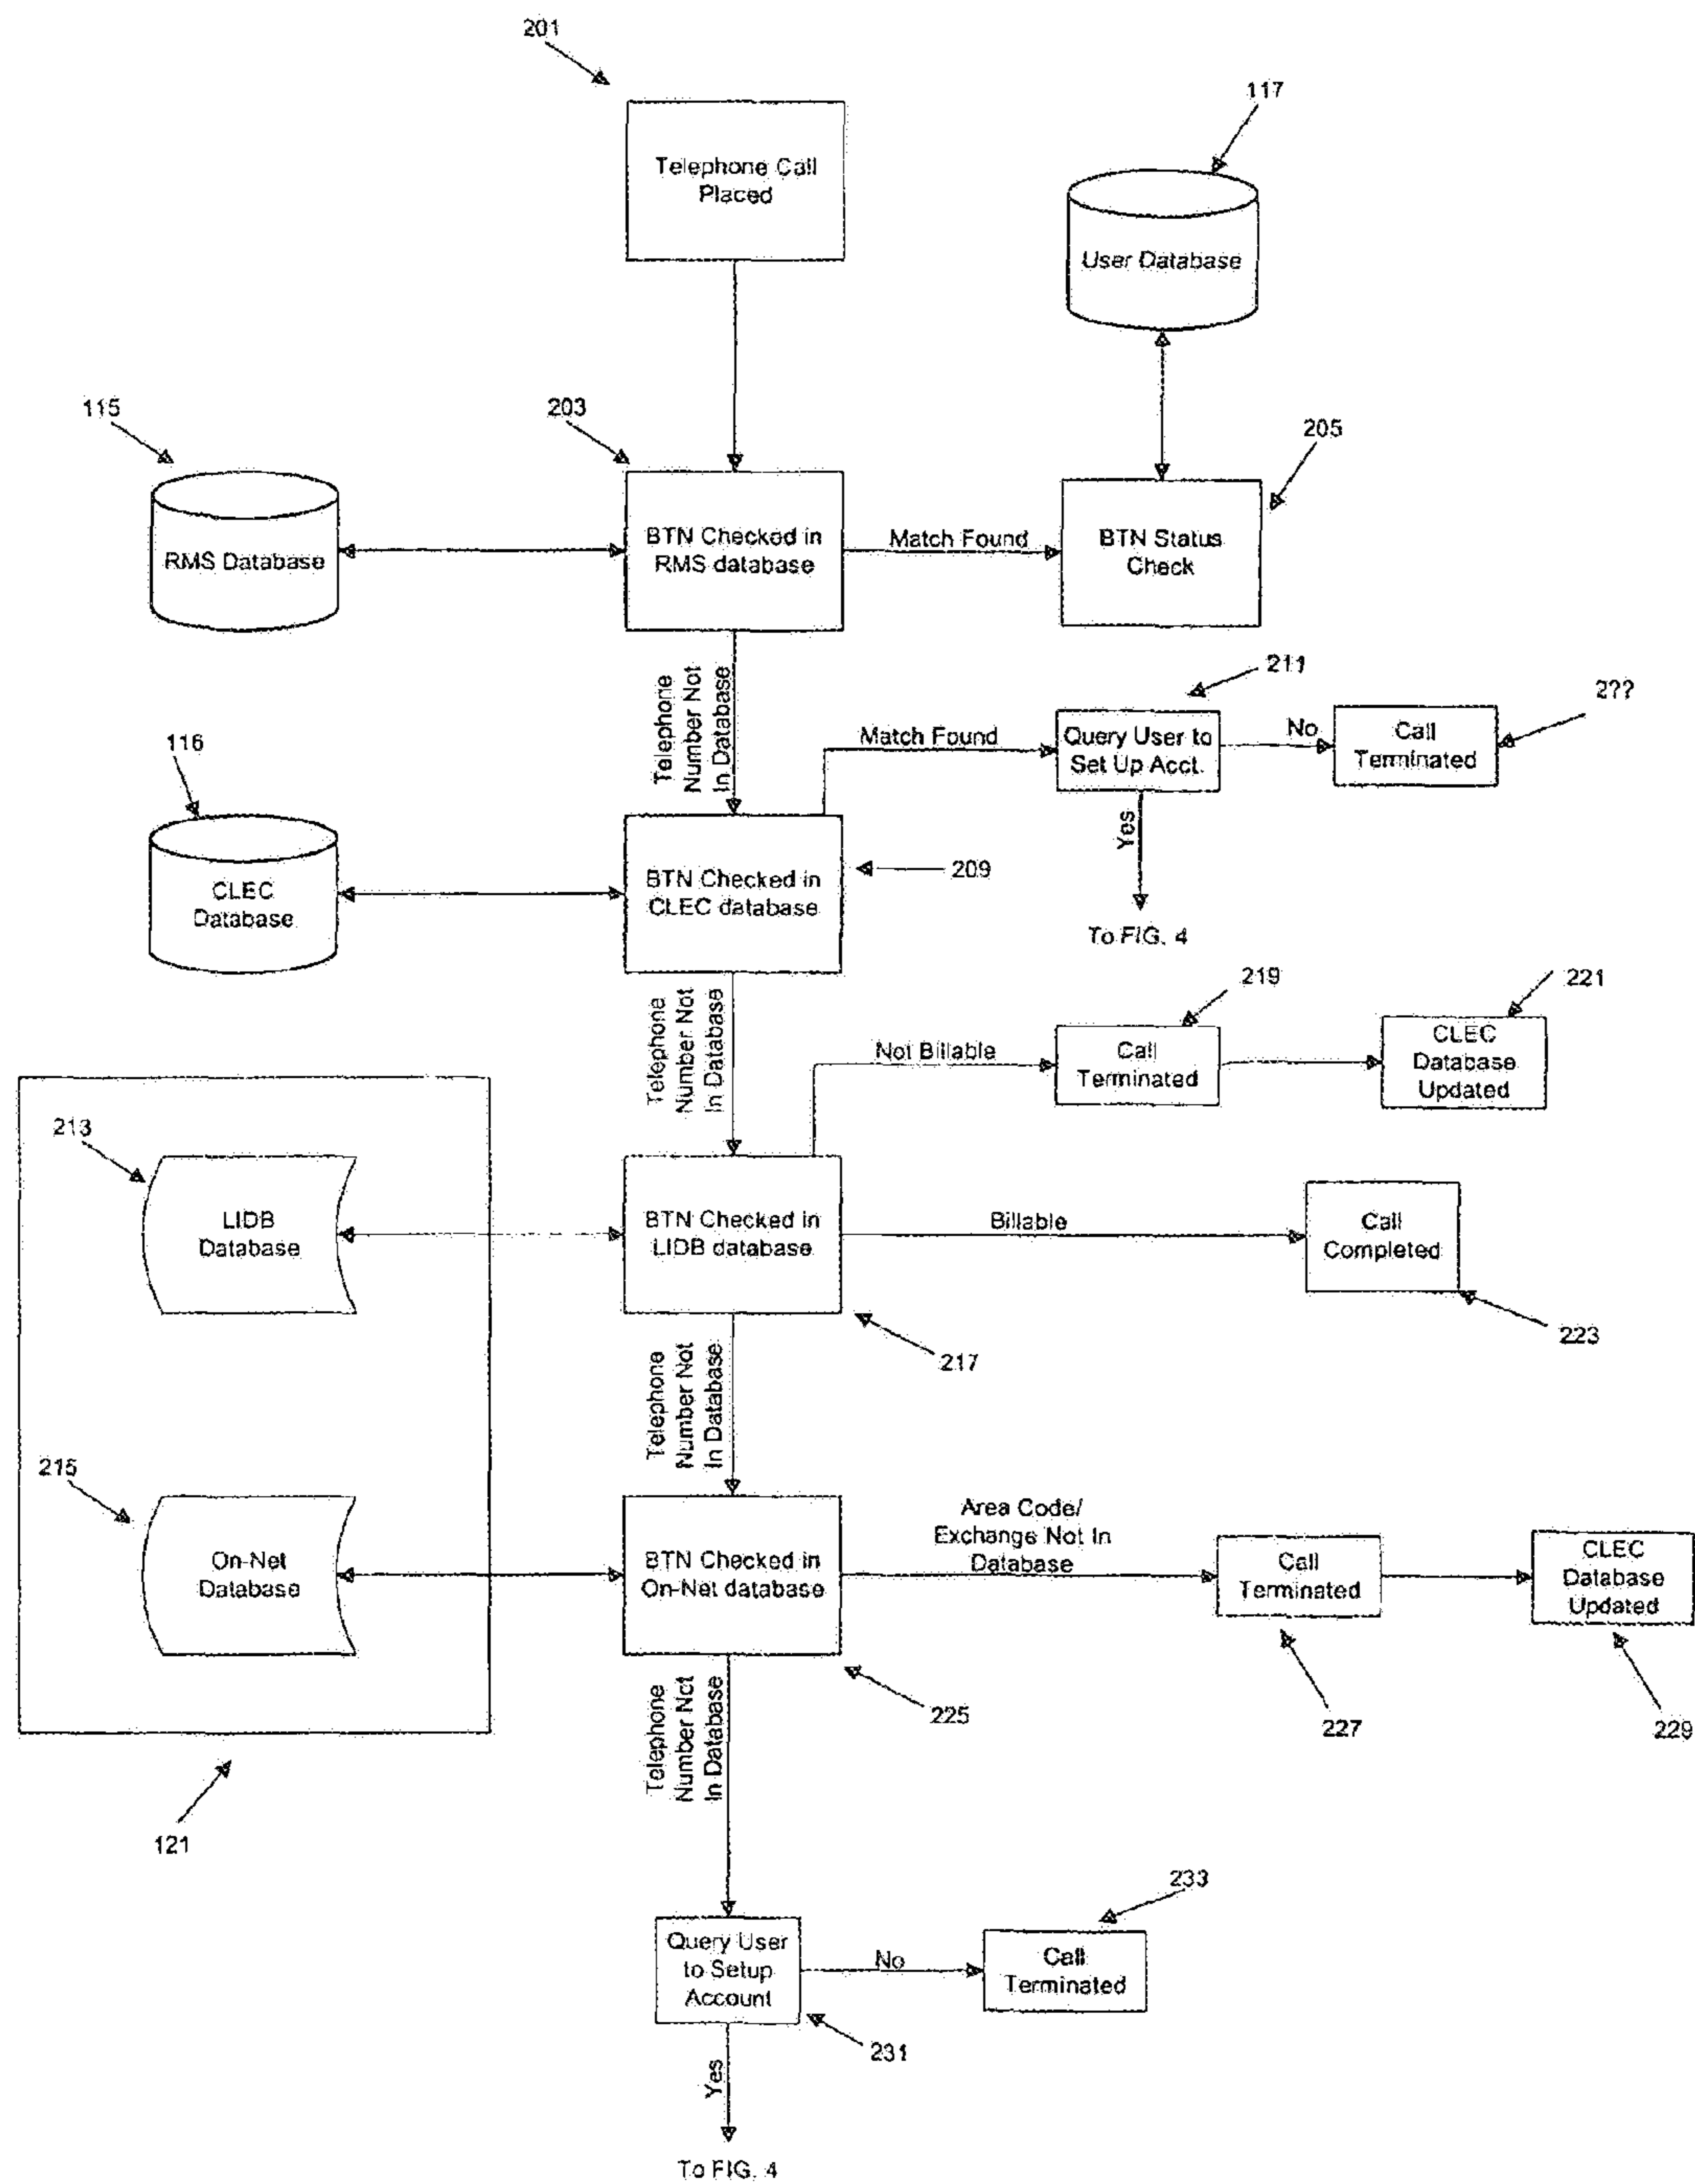 201
Telephone Call
Placed
117
User Database
115
203
205
RMS Database
BTN Checked in
RMS database
Match Found
BTN Status
Check
Telephone
Number Not
In Database
211
2??
Match Found
Query User to
Set Up Acct.
No
Call
Terminated
Yes
116
CLEC
Database
BTN Checked in
CLEC database
209
To FIG. 4
Telephone
Number Not
In Database
219
221
Not Billable
Call
Terminated
CLEC
Database
Updated
213
LIDB
Database
BTN Checked in
LIDB database
Billable
Call
Completed
217
223
Telephone
Number Not
In Database
215
On-Net
Database
BTN Checked in
On-Net database
Area Code/
Exchange Not In
Database
Call
Terminated
CLEC
Database
Updated
225
227
229
Telephone
Number Not
In Database
121
Query User
to Setup
Account
No
233
Call
Terminated
231
Yes
To FIG. 4